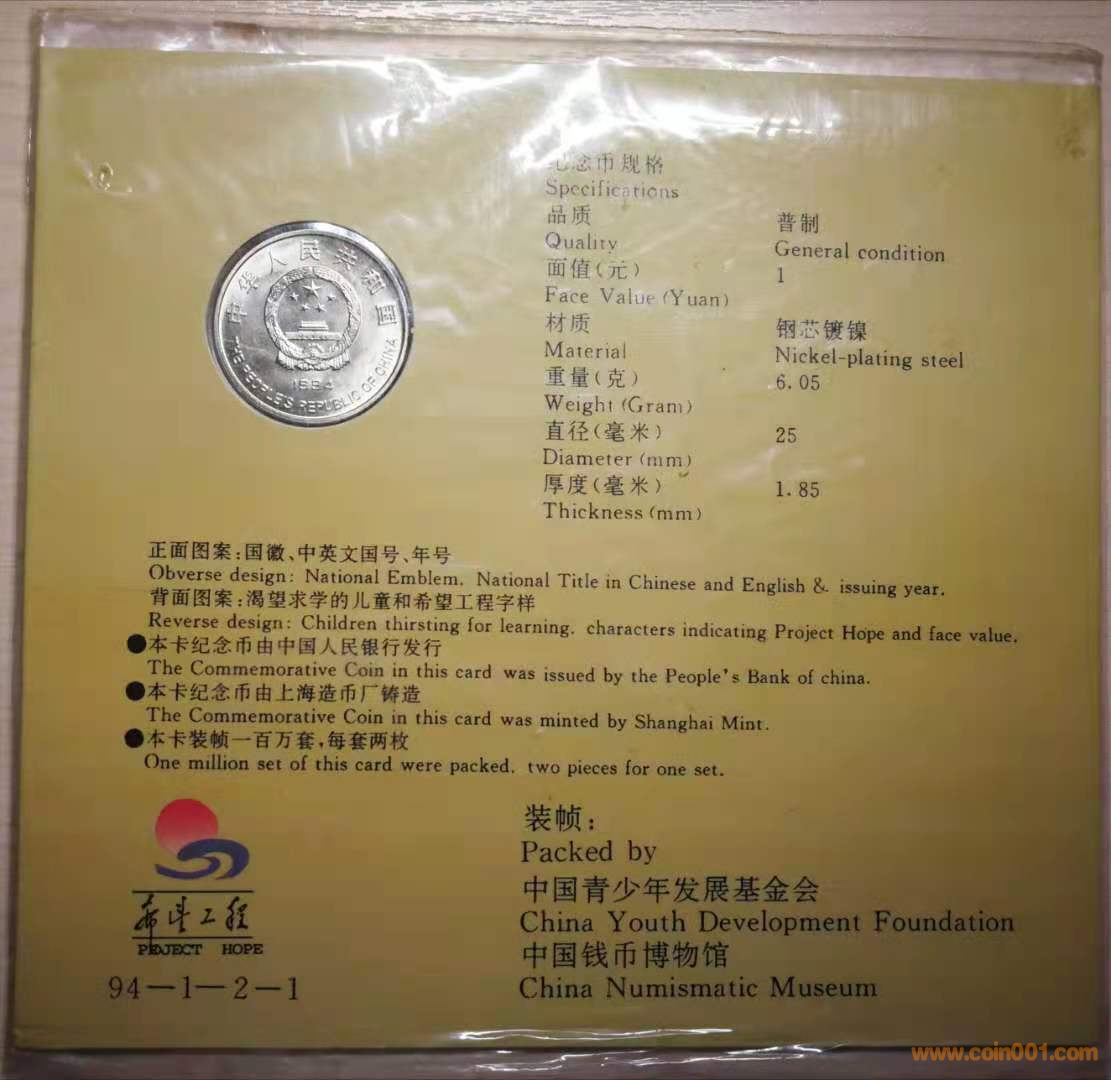 中华人民共和国
1994
THE PEOPLE'S REPUBLIC OF CHINA
纪念币规格
Specifications
品质 普制
Quality General condition
面值(元) 1
Face Value (Yuan)
材质 钢芯镀镍
Material Nickel-plating steel
重量(克) 6.05
Weight (Gram)
直径(毫米) 25
Diameter (mm)
厚度(毫米) 1.85
Thickness (mm)
正面图案:国徽、中英文国号、年号
Obverse design: National Emblem. National Title in Chinese and English & issuing year.
背面图案:渴望求学的儿童和希望工程字样
Reverse design: Children thirsting for learning. characters indicating Project Hope and face value.
●本卡纪念币由中国人民银行发行
The Commemorative Coin in this card was issued by the People's Bank of china.
●本卡纪念币由上海造币厂铸造
The Commemorative Coin in this card was minted by Shanghai Mint.
●本卡装帧一百万套,每套两枚
One million set of this card were packed. two pieces for one set.
希望工程
PROJECT HOPE
94—1—2—1
装帧:
Packed by
中国青少年发展基金会
China Youth Development Foundation
中国钱币博物馆
China Numismatic Museum
www.coin001.com